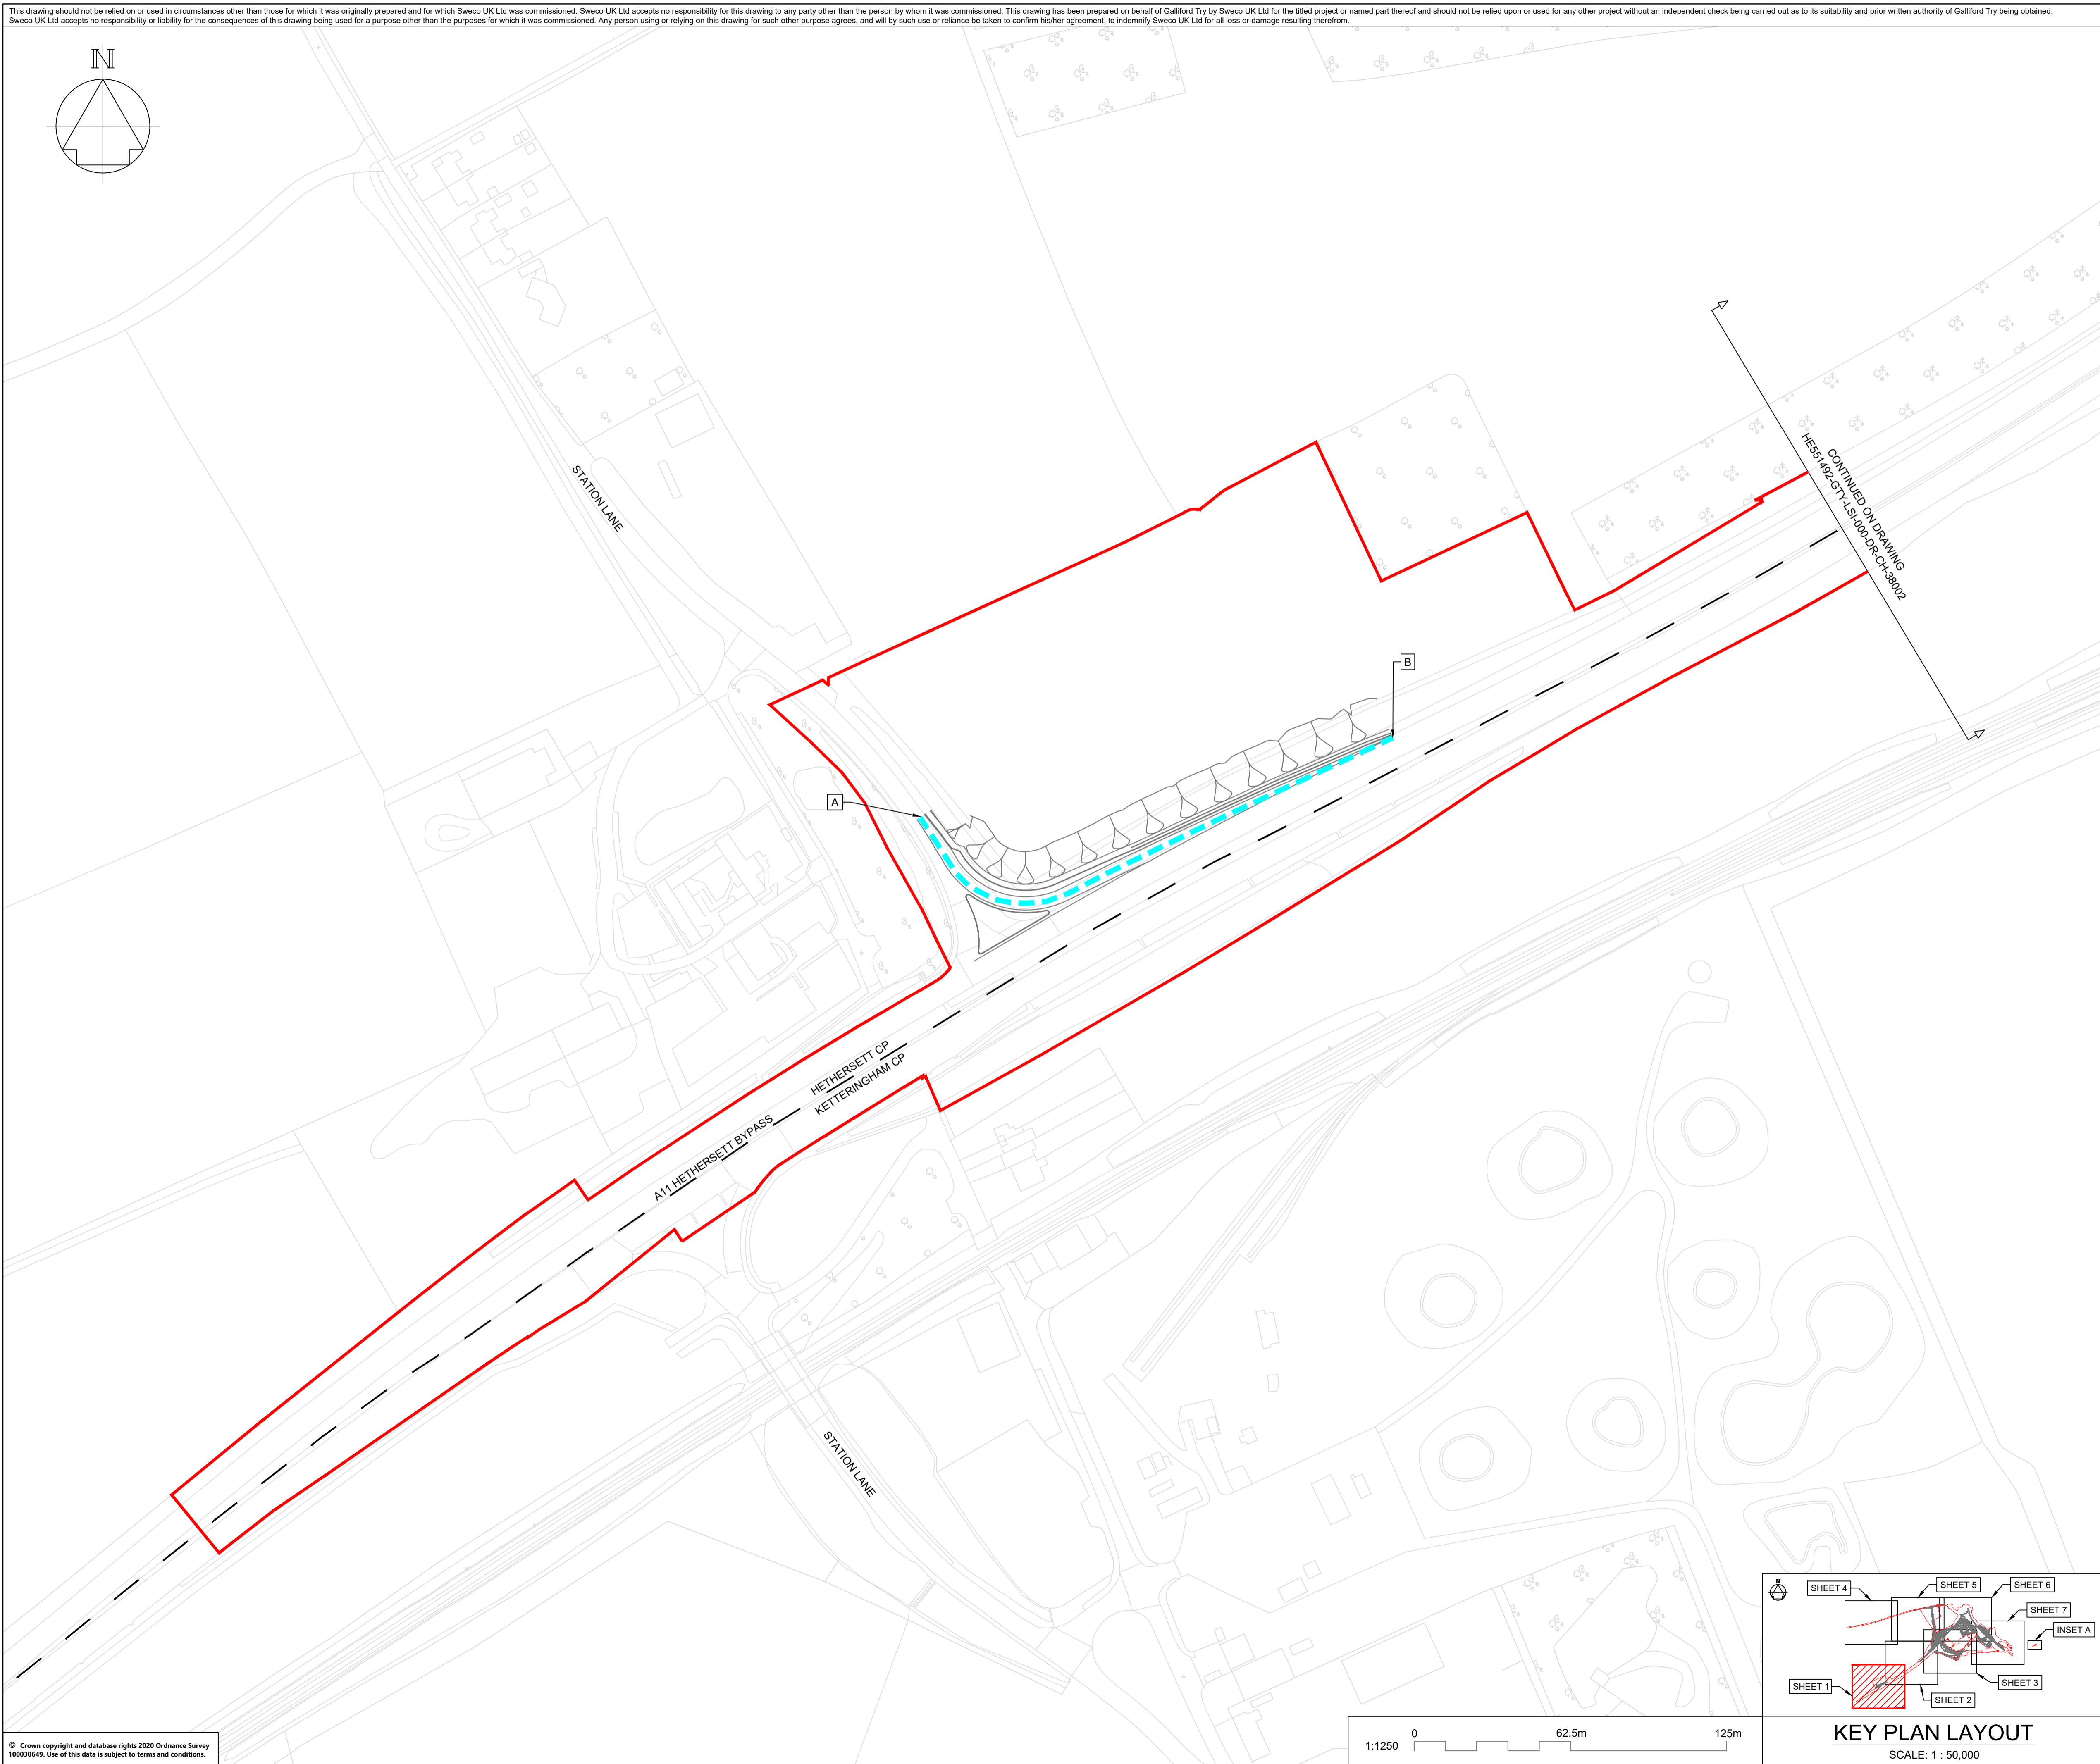 This drawing should not be relied on or used in circumstances other than those for which it was originally prepared and for which Sweco UK Ltd was commissioned. Sweco UK Ltd accepts no responsibility for this drawing to any party other than the person by whom it was commissioned. This drawing has been prepared on behalf of Galliford Try by Sweco UK Ltd for the titled project or named part thereof and should not be relied upon or used for any other project without an independent check being carried out as to its suitability and prior written authority of Galliford Try being obtained.
Sweco UK Ltd accepts no responsibility or liability for the consequences of this drawing being used for a purpose other than the purposes for which it was commissioned. Any person using or relying on this drawing for such other purpose agrees, and will by such use or reliance be taken to confirm his/her agreement, to indemnify Sweco UK Ltd for all loss or damage resulting therefrom.
N
STATION LANE
CONTINUED ON DRAWING
HE551492-GTY-LSI-000-DR-CH-38002
B
A
HETHERSETT CP
KETTERINGHAM CP
A11 HETHERSETT BYPASS
STATION LANE
SHEET 4
SHEET 5
SHEET 6
SHEET 7
INSET A
SHEET 1
SHEET 2
SHEET 3
KEY PLAN LAYOUT
SCALE: 1 : 50,000
1:1250
0
62.5m
125m
© Crown copyright and database rights 2020 Ordnance Survey
100030649. Use of this data is subject to terms and conditions.